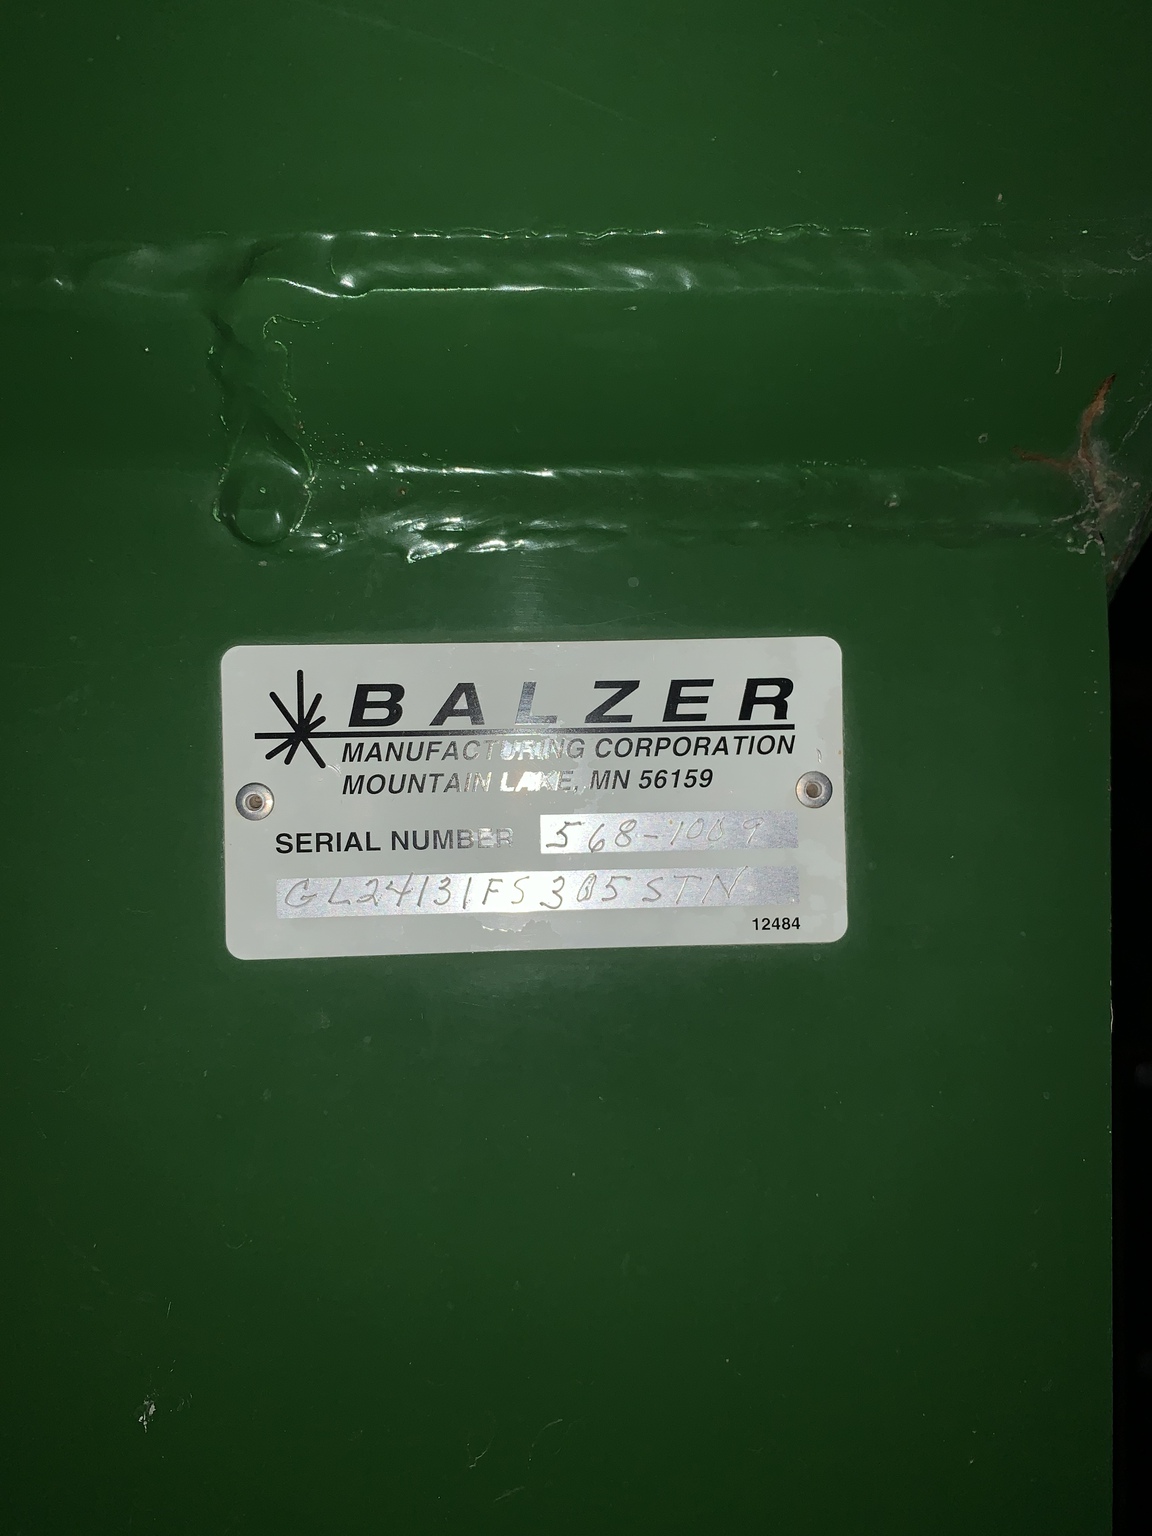 BALZER
MANUFACTURING CORPORATION
MOUNTAIN LAKE, MN 56159
SERIAL NUMBER 568-1009
GL24131FS305STN
12484